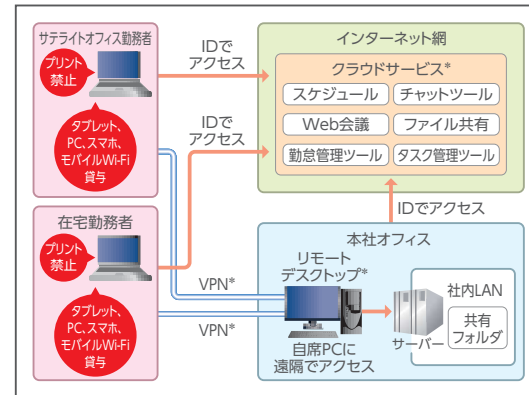 サテライトオフィス勤務者
プリント
禁止
タブレット、
PC、スマホ、
モバイルWi-Fi
貸与
IDで
アクセス
インターネット網
クラウドサービス*
スケジュール
チャットツール
Web会議
ファイル共有
勤怠管理ツール
タスク管理ツール
IDで
アクセス
IDでアクセス
在宅勤務者
プリント
禁止
タブレット、
PC、スマホ、
モバイルWi-Fi
貸与
VPN*
VPN*
本社オフィス
リモート
デスクトップ*
自席PCに
遠隔でアクセス
サーバー
社内LAN
共有
フォルダ